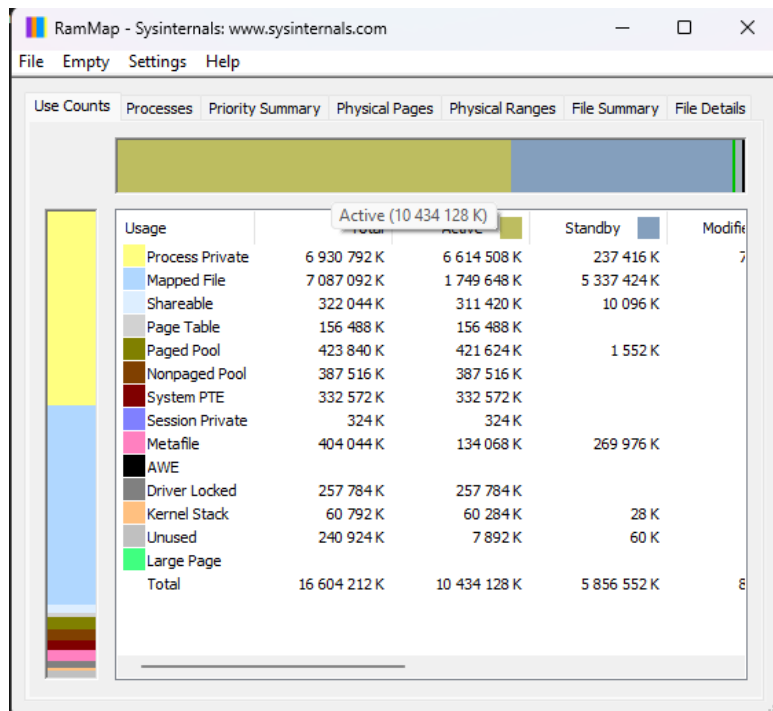 RamMap - Sysinternals: www.sysinternals.com
File Empty Settings Help
Use Counts Processes Priority Summary Physical Pages Physical Ranges File Summary File Details
Active (10 434 128 K)
Usage Total Active Standby Modifie
Process Private 6 930 792 K 6 614 508 K 237 416 K 7
Mapped File 7 087 092 K 1 749 648 K 5 337 424 K
Shareable 322 044 K 311 420 K 10 096 K
Page Table 156 488 K 156 488 K
Paged Pool 423 840 K 421 624 K 1 552 K
Nonpaged Pool 387 516 K 387 516 K
System PTE 332 572 K 332 572 K
Session Private 324 K 324 K
Metafile 404 044 K 134 068 K 269 976 K
AWE
Driver Locked 257 784 K 257 784 K
Kernel Stack 60 792 K 60 284 K 28 K
Unused 240 924 K 7 892 K 60 K
Large Page
Total 16 604 212 K 10 434 128 K 5 856 552 K 8